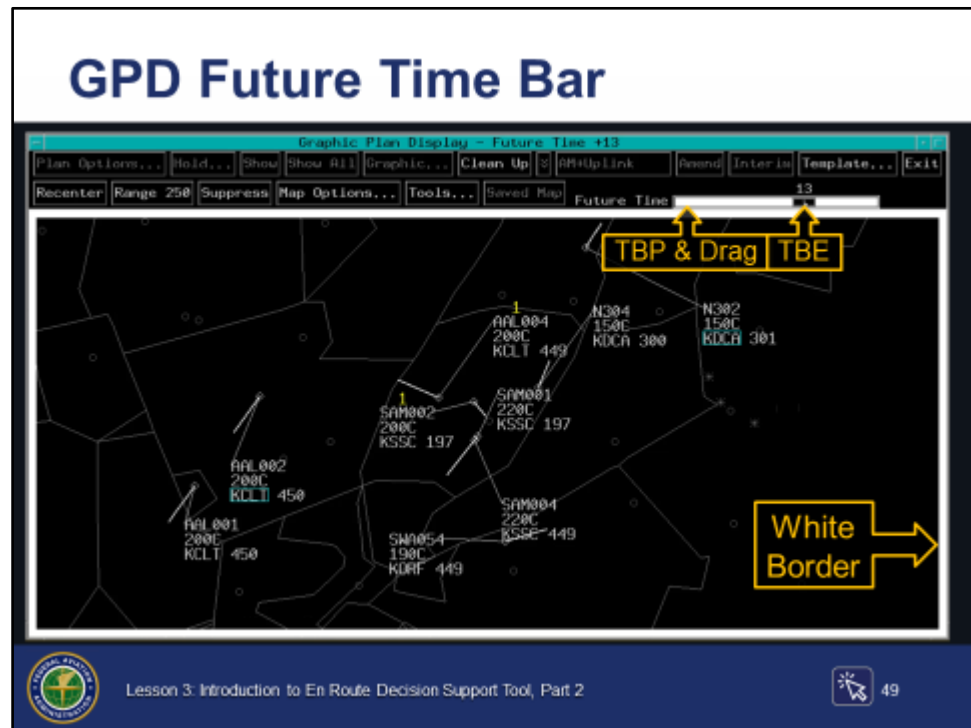 GPD Future Time Bar
Graphic Plan Display - Future Time +13
Plan Options... Hold... Show Show All Graphic... Clean Up AM+Uplink Amend Interim Template... Exit
Recenter Range 250 Suppress Map Options... Tools... Saved Map Future Time 13
TBP & Drag TBE
1
AAL004
200C
KCLT 449
N304
150C
KDCA 300
N302
150C
KDCA 301
1
SAM002
200C
KSSC 197
SAM001
220C
KSSC 197
AAL002
200C
KCLT 450
AAL001
200C
KCLT 450
SWA054
190C
KORF 449
SAM004
220C
KSSC 449
White
Border
FEDERAL AVIATION
ADMINISTRATION
Lesson 3: Introduction to En Route Decision Support Tool, Part 2
49